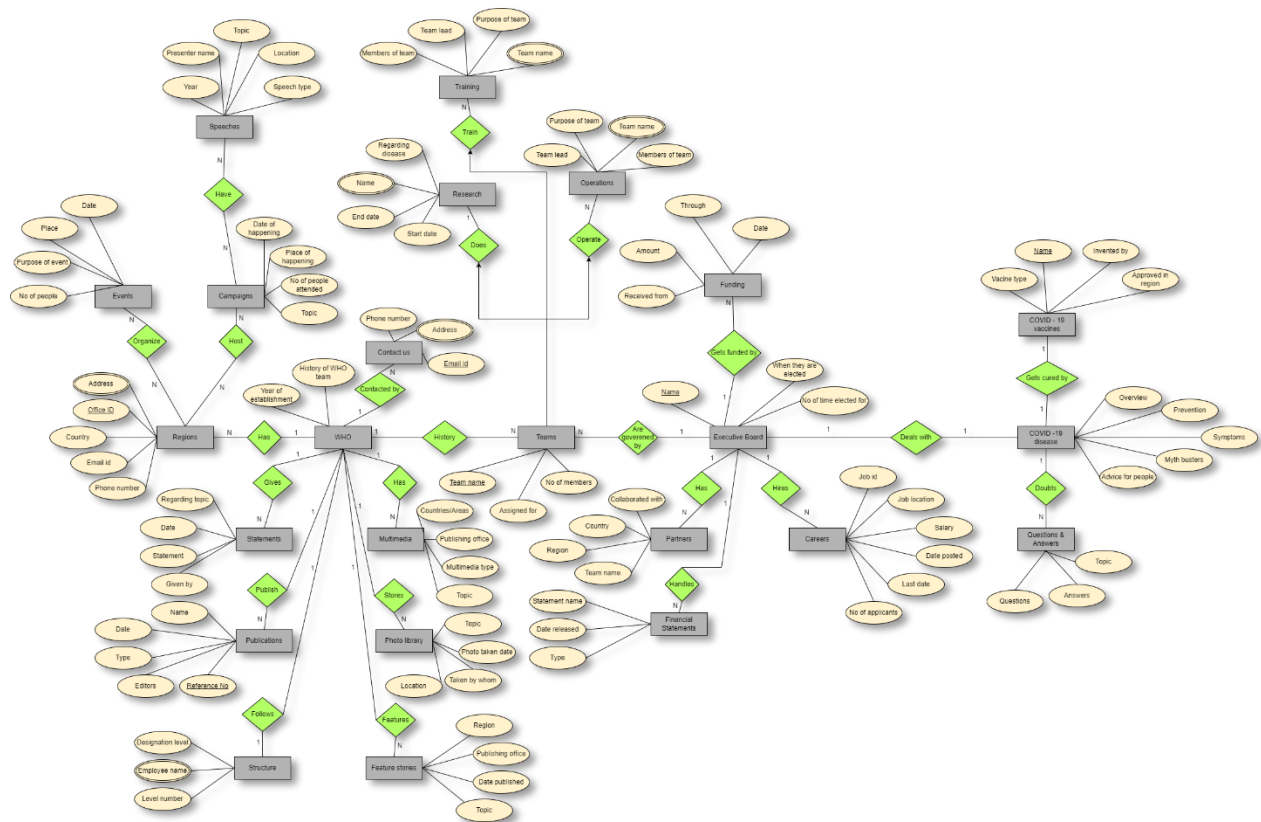 Topic
Presenter name
Location
Year
Speech type
Speeches
N
Have
N
Team lead
Purpose of team
Members of team
Team name
Training
N
Train
Purpose of team
Team name
Team lead
Members of team
Operations
N
Operate
Regarding
disease
Name
End date
Start date
Research
1
Does
Date
Place
Purpose of event
No of people
Events
N
Organize
N
Date of
happening
Place of
happening
No of people
attended
Topic
Campaigns
N
Host
N
Through
Date
Amount
Received from
Funding
N
Gets funded by
1
Name
Invented by
Vacine type
Approved in
region
COVID - 19
vaccines
1
Gets cured by
1
Phone number
Address
Email id
Contact us
N
Contacted by
1
History of WHO
team
Year of
establishment
Address
Office ID
Country
Email id
Phone number
Regions
N
Has
1
WHO
1
History
N
Teams
N
Are
goverened
by
1
Name
When they are
elected
No of time elected for
Executive Board
1
Deals with
1
COVID -19
disease
Overview
Prevention
Symptoms
Myth busters
Advice for people
1
Doubts
N
Questions &
Answers
Topic
Answers
Questions
Team name
No of members
Assigned for
1
Gives
N
Statements
Regarding topic
Date
Statement
Given by
1
Has
N
Multimedia
Countries/Areas
Publishing office
Multimedia type
Topic
1
Has
N
Partners
Collaborated with
Country
Region
Team name
1
Hires
N
Careers
Job id
Job location
Salary
Date posted
Last date
No of applicants
1
Handles
N
Financial
Statements
Statement name
Date released
Type
1
Publish
N
Publications
Name
Date
Type
Editors
Reference No
1
Stores
N
Photo library
Topic
Photo taken date
Taken by whom
Location
1
Follows
1
Structure
Designation level
Employee name
Level number
1
Features
N
Feature stories
Region
Publishing office
Date published
Topic